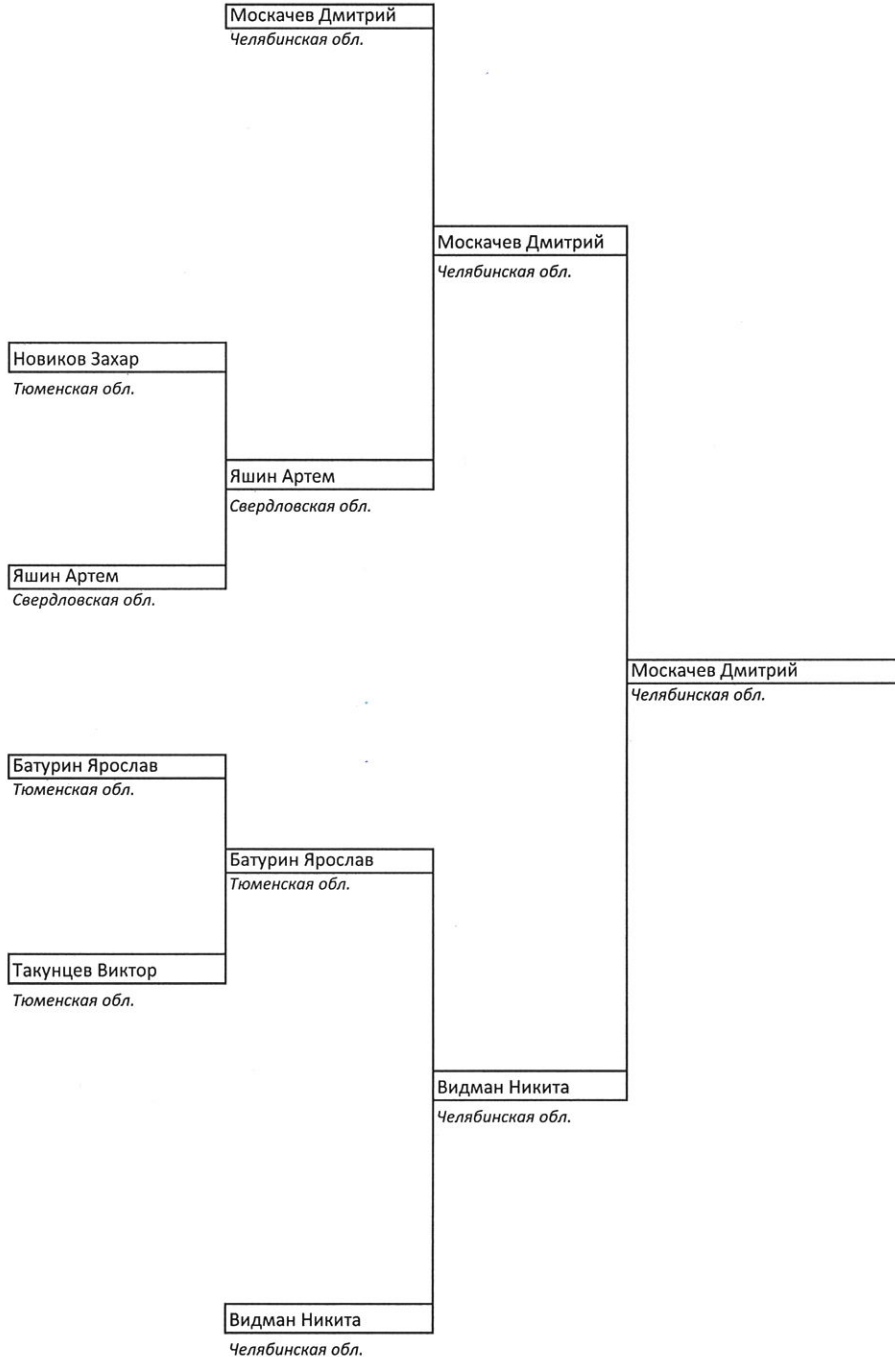 Москачев Дмитрий
Челябинская обл.
Москачев Дмитрий
Челябинская обл.
Новиков Захар
Тюменская обл.
Яшин Артем
Свердловская обл.
Яшин Артем
Свердловская обл.
Москачев Дмитрий
Челябинская обл.
Батурин Ярослав
Тюменская обл.
Батурин Ярослав
Тюменская обл.
Такунцев Виктор
Тюменская обл.
Видман Никита
Челябинская обл.
Видман Никита
Челябинская обл.